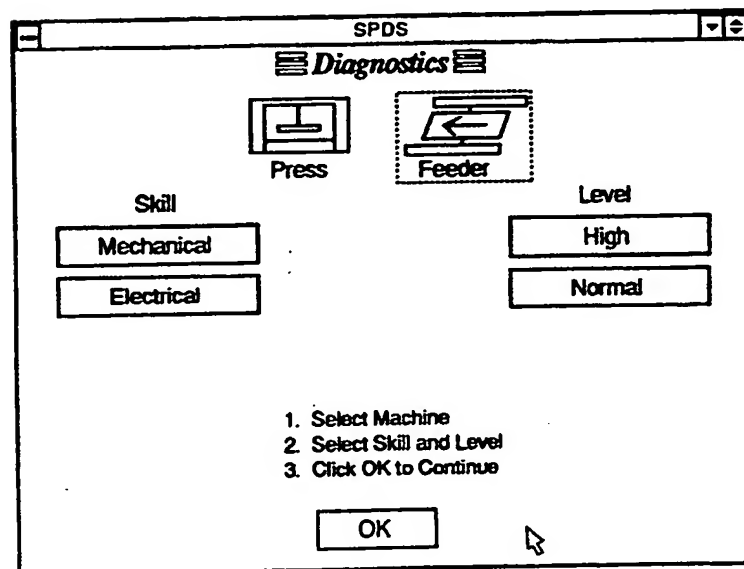 SPDS
Diagnostics
Press
Feeder
Skill
Level
Mechanical
High
Electrical
Normal
1. Select Machine
2. Select Skill and Level
3. Click OK to Continue
OK